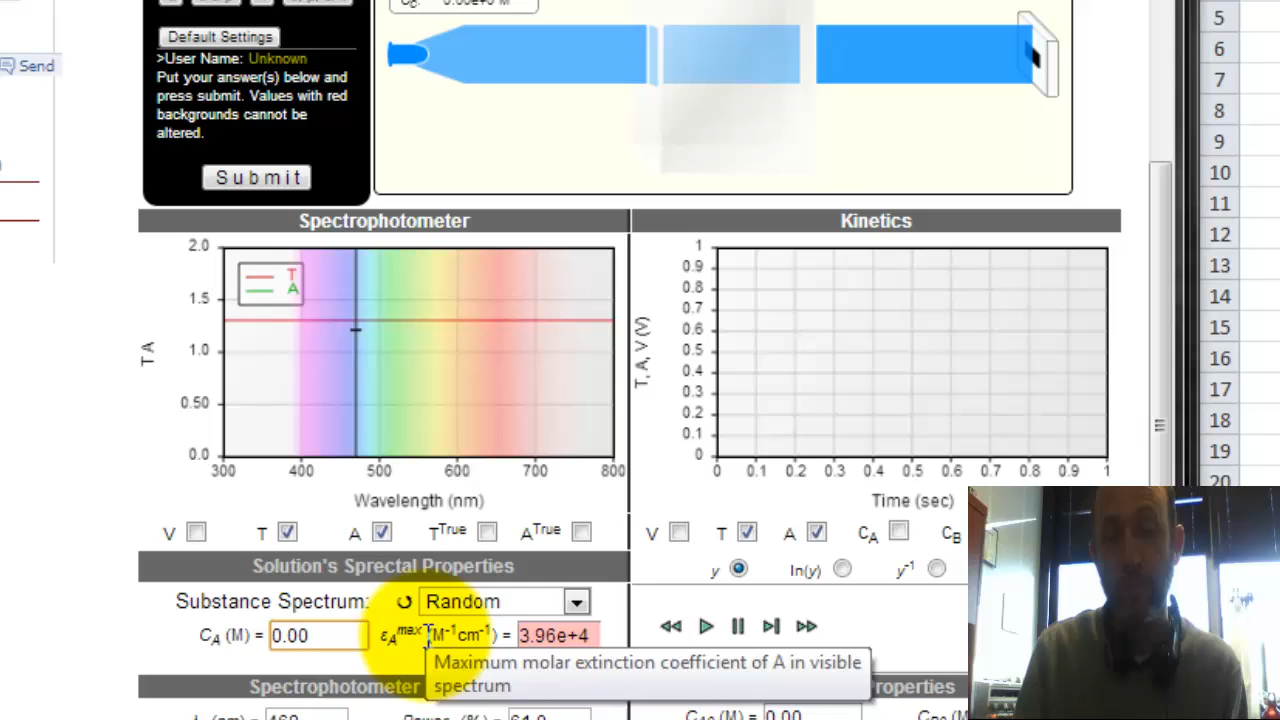 Send
Default Settings
>User Name: Unknown
Put your answer(s) below and
press submit. Values with red
backgrounds cannot be
altered.
Submit
0.00e+0 M
5
6
7
8
9
10
11
12
13
14
15
16
17
18
19
20
Spectrophotometer
2.0
1.5
1.0
0.50
0.0
T A
T
A
300 400 500 600 700 800
Wavelength (nm)
V T A T^True A^True
Kinetics
1
0.9
0.8
0.7
0.6
0.5
0.4
0.3
0.2
0.1
0
T, A, V (V)
0 0.1 0.2 0.3 0.4 0.5 0.6 0.7 0.8 0.9 1
Time (sec)
V T A C_A C_B
y ln(y) y⁻¹
Solution's Sprectal Properties
Substance Spectrum: Random
C_A (M) = 0.00 ε_A^max (M⁻¹cm⁻¹) = 3.96e+4
Maximum molar extinction coefficient of A in visible
spectrum
Spectrophotometer
roperties